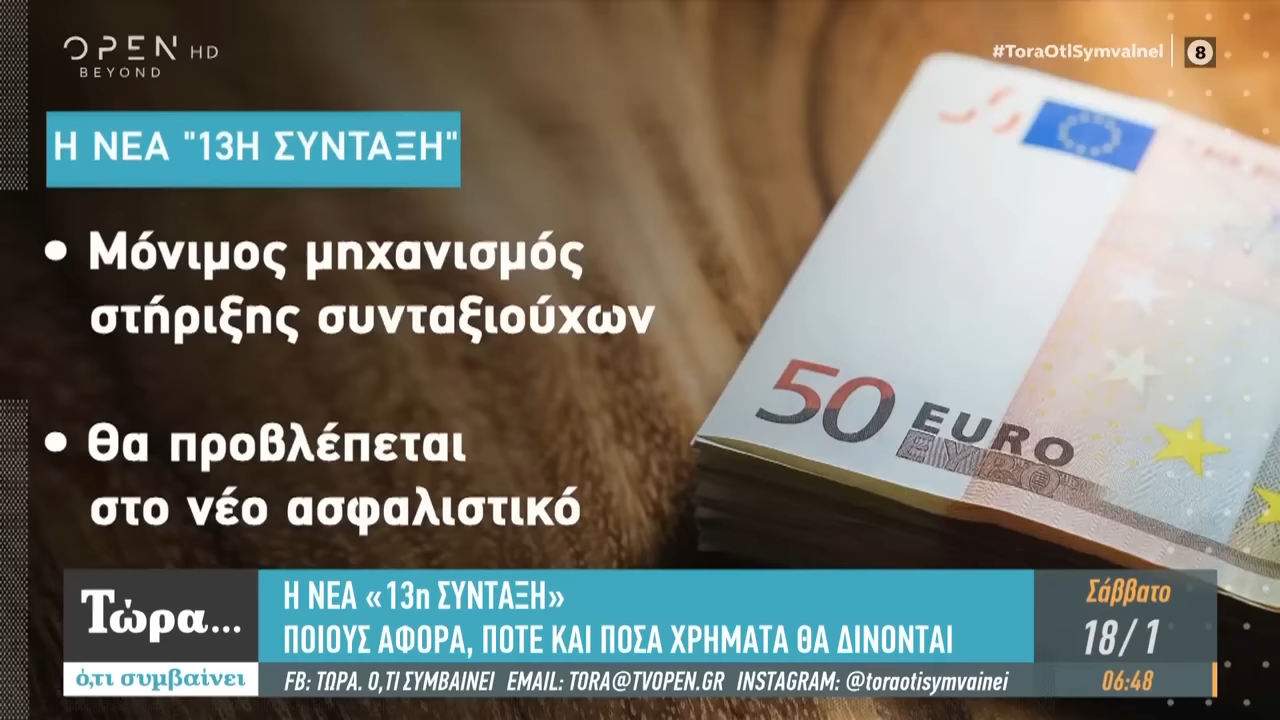 OPEN HD
BEYOND
#ToraOtISymvaInei
8
Η ΝΕΑ "13Η ΣΥΝΤΑΞΗ"
• Μόνιμος μηχανισμός
στήριξης συνταξιούχων
• Θα προβλέπεται
στο νέο ασφαλιστικό
50 EURO
ΕΥΡΩ
Τώρα...
ό,τι συμβαίνει
Η ΝΕΑ «13η ΣΥΝΤΑΞΗ»
ΠΟΙΟΥΣ ΑΦΟΡΑ, ΠΟΤΕ ΚΑΙ ΠΟΣΑ ΧΡΗΜΑΤΑ ΘΑ ΔΙΝΟΝΤΑΙ
FB: ΤΩΡΑ. Ο,ΤΙ ΣΥΜΒΑΙΝΕΙ EMAIL: TORA@TVOPEN.GR INSTAGRAM: @toraotisymvainei
Σάββατο
18/1
06:48